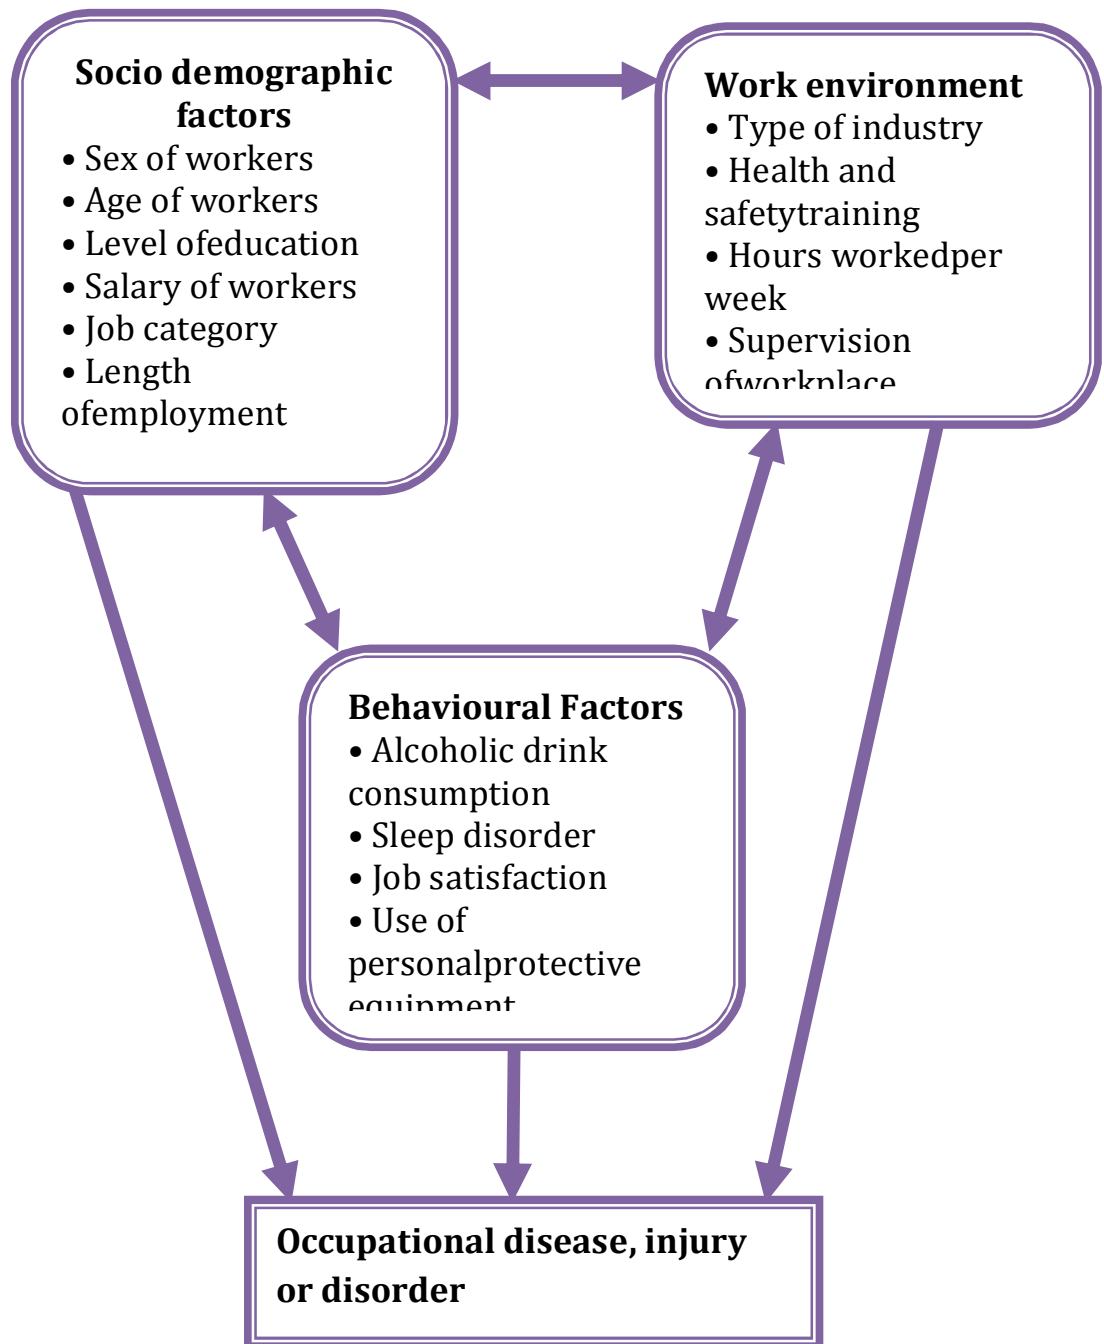 Socio demographic
factors
• Sex of workers
• Age of workers
• Level ofeducation
• Salary of workers
• Job category
• Length
ofemployment
Work environment
• Type of industry
• Health and
safetytraining
• Hours workedper
week
• Supervision
ofworkplace
Behavioural Factors
• Alcoholic drink
consumption
• Sleep disorder
• Job satisfaction
• Use of
personalprotective
equipment
Occupational disease, injury
or disorder